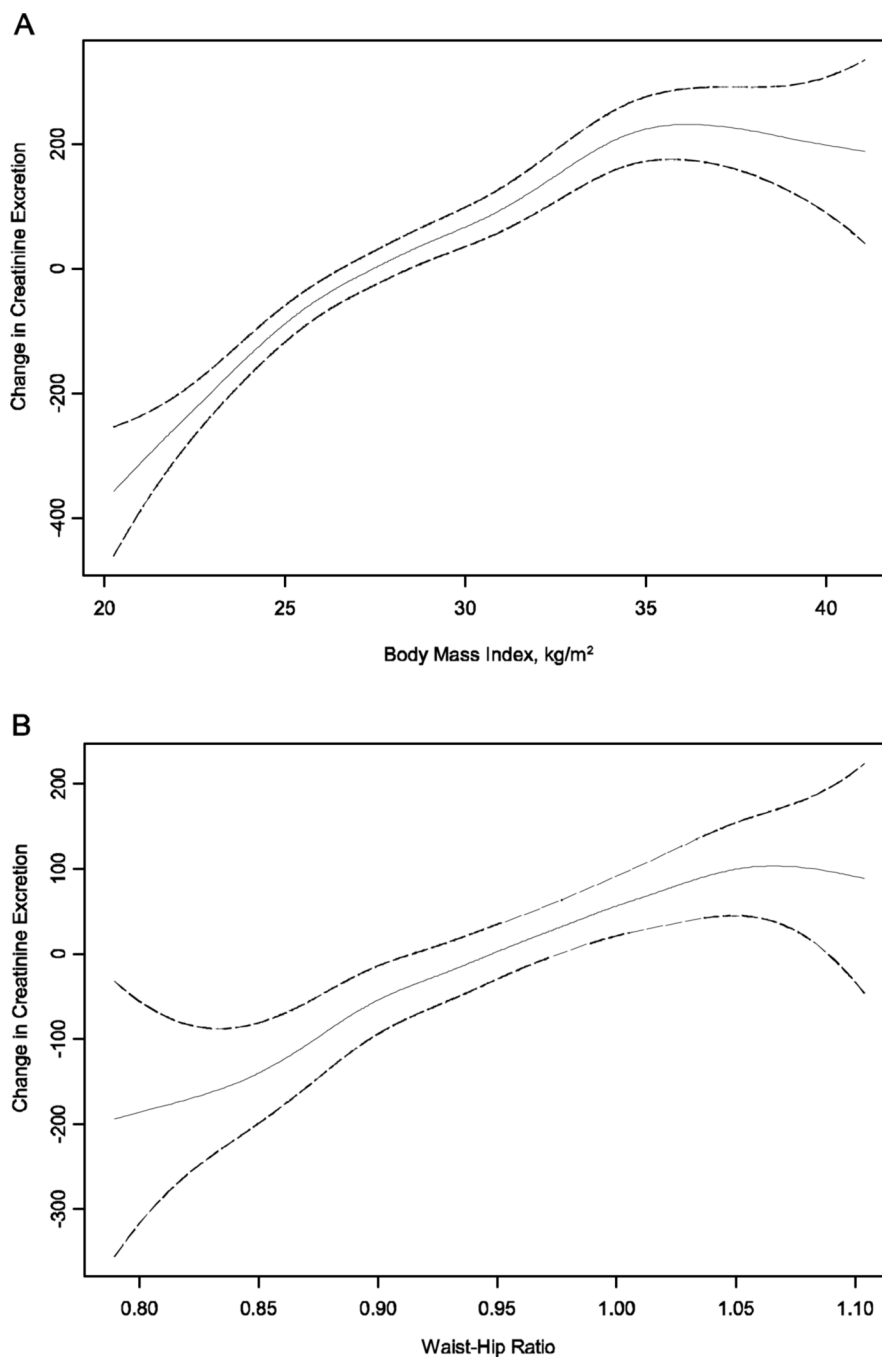 A
Change in Creatinine Excretion
200
0
-200
-400
20 25 30 35 40
Body Mass Index, kg/m²
B
Change in Creatinine Excretion
200
100
0
-100
-200
-300
0.80 0.85 0.90 0.95 1.00 1.05 1.10
Waist-Hip Ratio